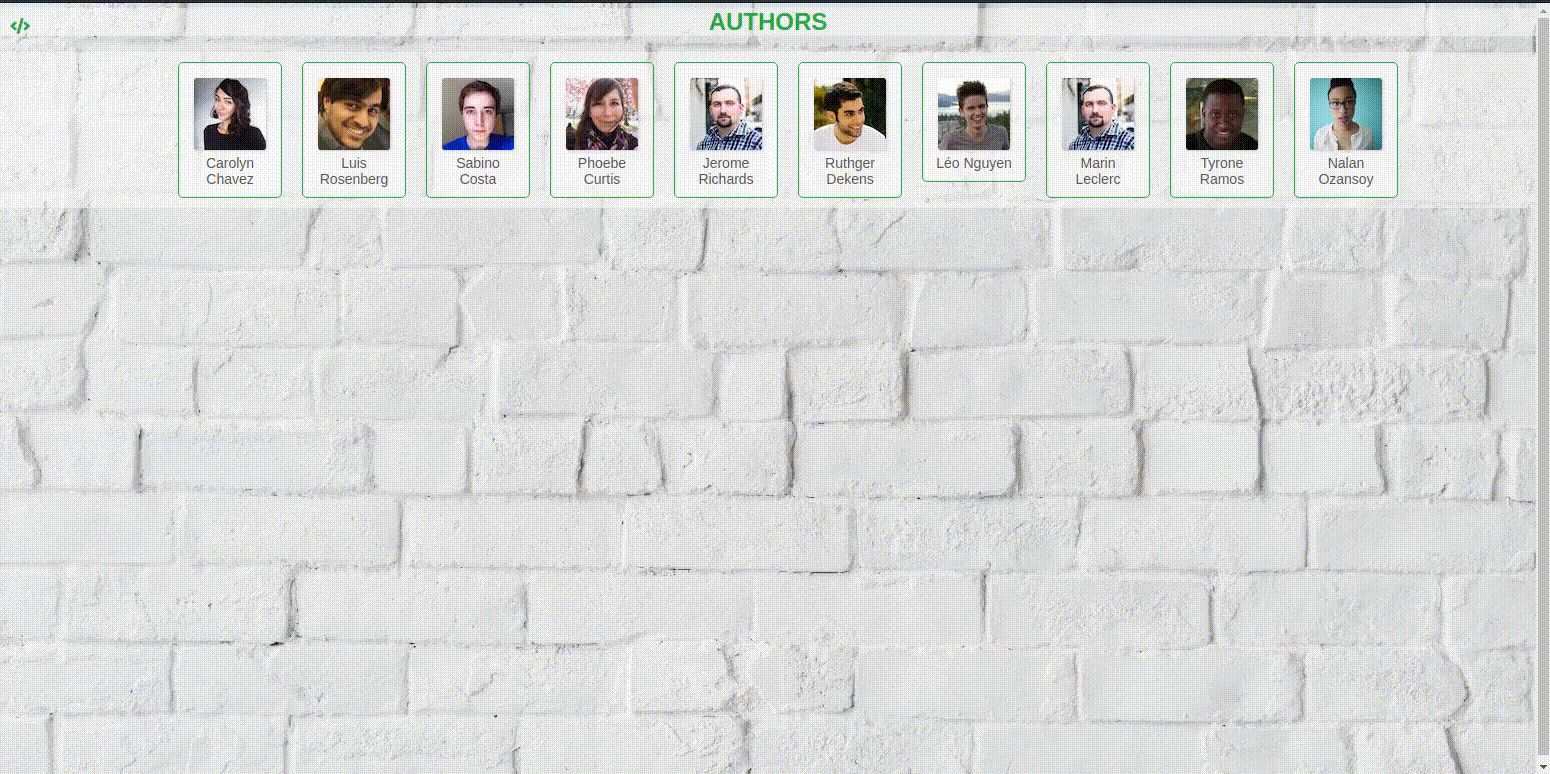 AUTHORS
Carolyn
Chavez
Luis
Rosenberg
Sabino
Costa
Phoebe
Curtis
Jerome
Richards
Ruthger
Dekens
Léo Nguyen
Marin
Leclerc
Tyrone
Ramos
Nalan
Ozansoy